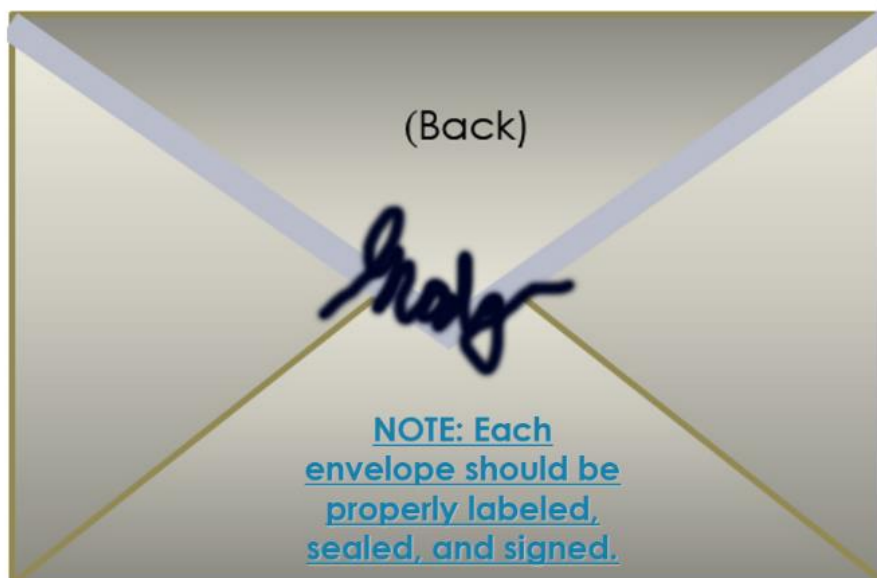 (Back)
NOTE: Each
envelope should be
properly labeled,
sealed, and signed.